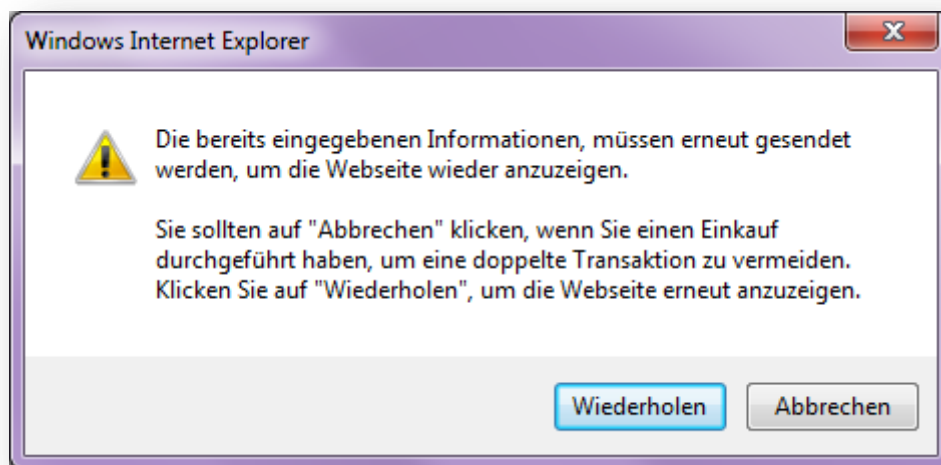 Windows Internet Explorer
Die bereits eingegebenen Informationen, müssen erneut gesendet
werden, um die Webseite wieder anzuzeigen.
Sie sollten auf "Abbrechen" klicken, wenn Sie einen Einkauf
durchgeführt haben, um eine doppelte Transaktion zu vermeiden.
Klicken Sie auf "Wiederholen", um die Webseite erneut anzuzeigen.
Wiederholen
Abbrechen